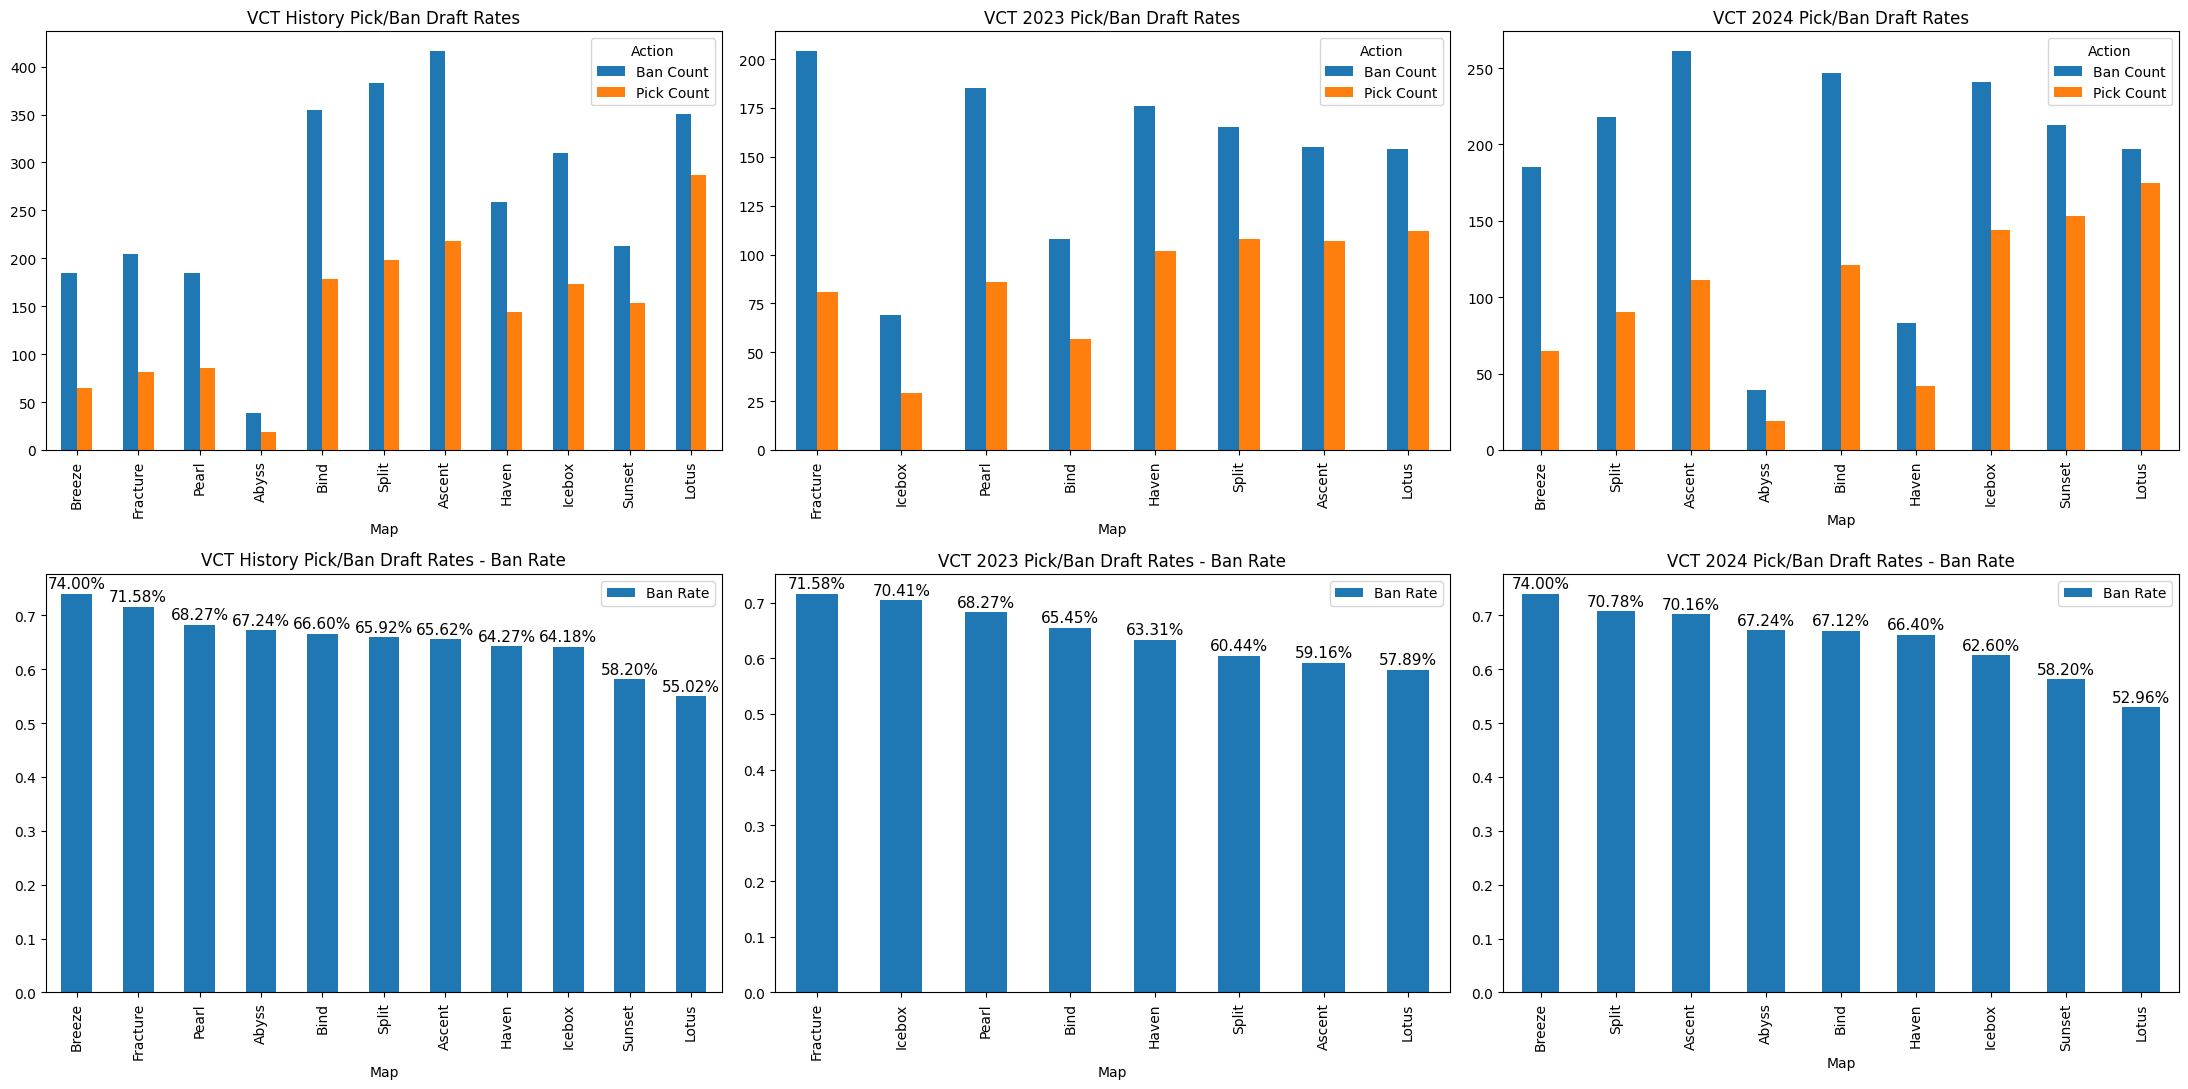 VCT History Pick/Ban Draft Rates
Action
Ban Count
Pick Count
400
350
300
250
200
150
100
50
0
Breeze
Fracture
Pearl
Abyss
Bind
Split
Ascent
Haven
Icebox
Sunset
Lotus
Map
VCT 2023 Pick/Ban Draft Rates
Action
Ban Count
Pick Count
200
175
150
125
100
75
50
25
0
Fracture
Icebox
Pearl
Bind
Haven
Split
Ascent
Lotus
Map
VCT 2024 Pick/Ban Draft Rates
Action
Ban Count
Pick Count
250
200
150
100
50
0
Breeze
Split
Ascent
Abyss
Bind
Haven
Icebox
Sunset
Lotus
Map
VCT History Pick/Ban Draft Rates - Ban Rate
Ban Rate
74.00%
71.58%
68.27%
67.24%
66.60%
65.92%
65.62%
64.27%
64.18%
58.20%
55.02%
0.7
0.6
0.5
0.4
0.3
0.2
0.1
0.0
Breeze
Fracture
Pearl
Abyss
Bind
Split
Ascent
Haven
Icebox
Sunset
Lotus
Map
VCT 2023 Pick/Ban Draft Rates - Ban Rate
Ban Rate
71.58%
70.41%
68.27%
65.45%
63.31%
60.44%
59.16%
57.89%
0.7
0.6
0.5
0.4
0.3
0.2
0.1
0.0
Fracture
Icebox
Pearl
Bind
Haven
Split
Ascent
Lotus
Map
VCT 2024 Pick/Ban Draft Rates - Ban Rate
Ban Rate
74.00%
70.78%
70.16%
67.24%
67.12%
66.40%
62.60%
58.20%
52.96%
0.7
0.6
0.5
0.4
0.3
0.2
0.1
0.0
Breeze
Split
Ascent
Abyss
Bind
Haven
Icebox
Sunset
Lotus
Map